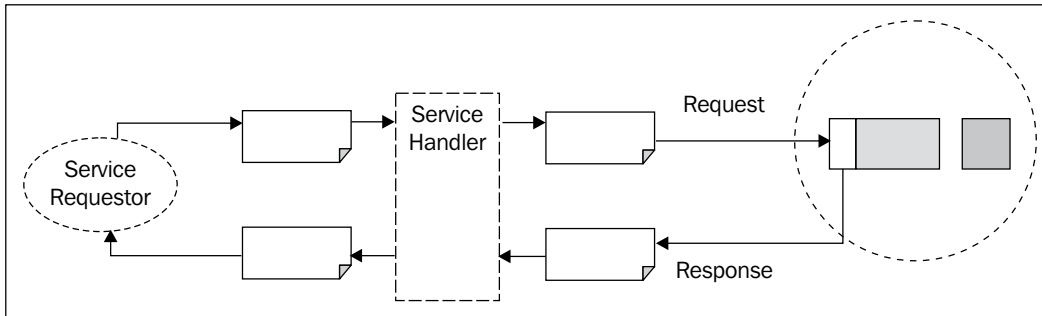 Service
Requestor
Service
Handler
Request
Response